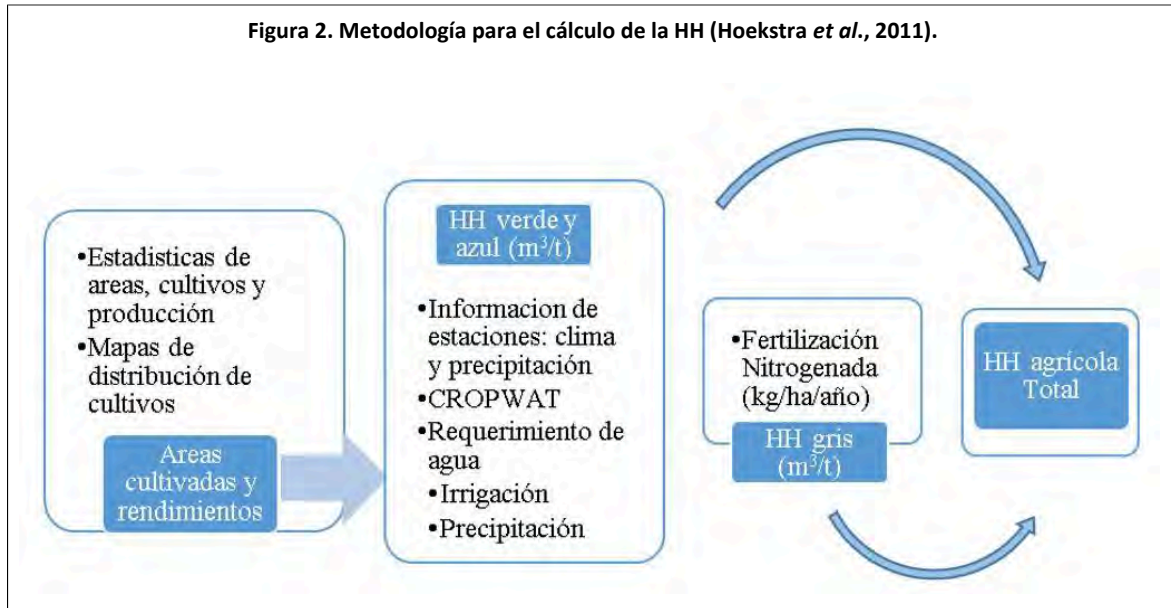 Figura 2. Metodología para el cálculo de la HH (Hoekstra et al., 2011).
•Estadisticas de
areas, cultivos y
producción
•Mapas de
distribución de
cultivos
Areas
cultivadas y
rendimientos
HH verde y
azul (m³/t)
•Informacion de
estaciones: clima
y precipitación
•CROPWAT
•Requerimiento de
agua
•Irrigación
•Precipitación
•Fertilización
Nitrogenada
(kg/ha/año)
HH gris
(m³/t)
HH agrícola
Total